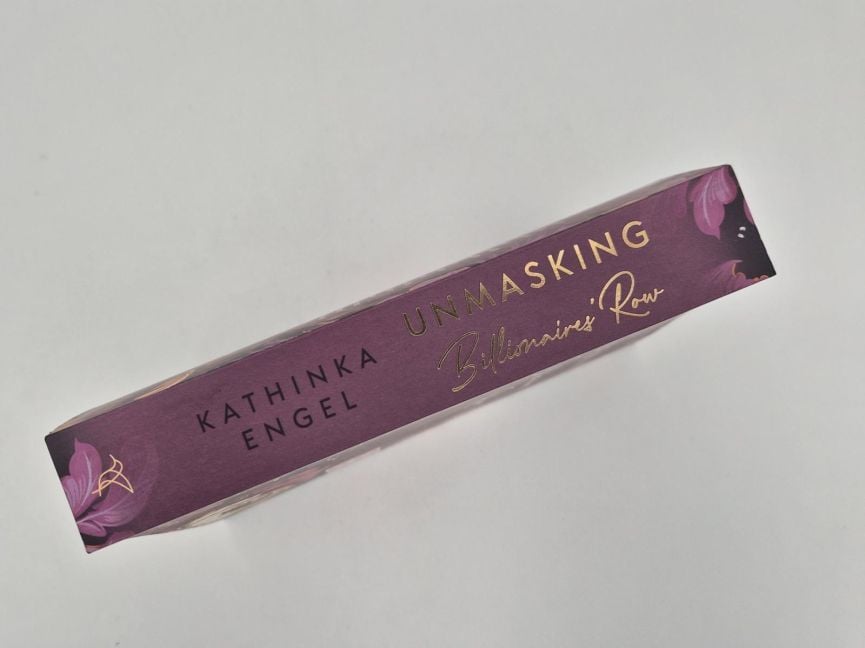 KATHINKA
ENGEL
UNMASKING
Billionaires' Row